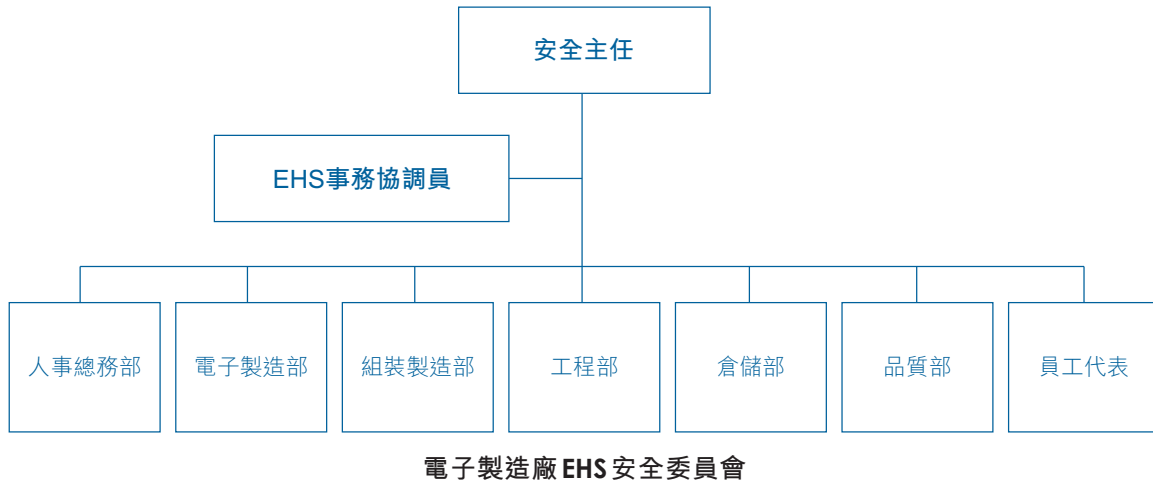 安全主任
EHS事務協調員
人事總務部
電子製造部
組裝製造部
工程部
倉儲部
品質部
員工代表
電子製造廠EHS安全委員會